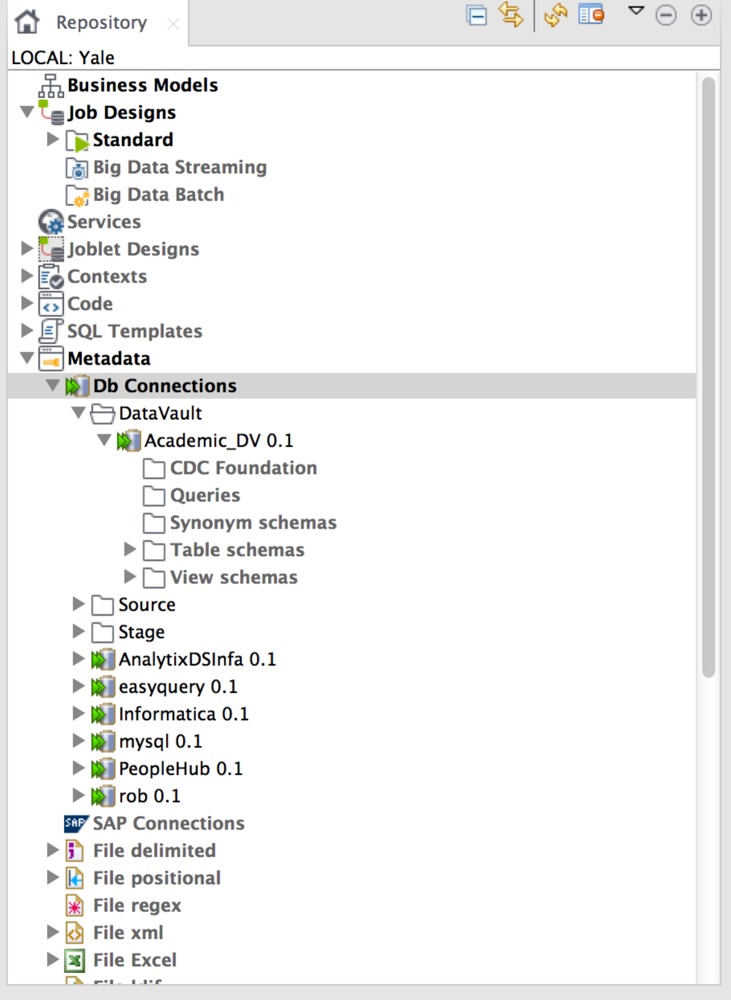 Repository
LOCAL: Yale
Business Models
Job Designs
Standard
Big Data Streaming
Big Data Batch
Services
Joblet Designs
Contexts
Code
SQL Templates
Metadata
Db Connections
DataVault
Academic_DV 0.1
CDC Foundation
Queries
Synonym schemas
Table schemas
View schemas
Source
Stage
AnalytixDSInfa 0.1
easyquery 0.1
Informatica 0.1
mysql 0.1
PeopleHub 0.1
rob 0.1
SAP SAP Connections
File delimited
File positional
File regex
File xml
File Excel
File ldif